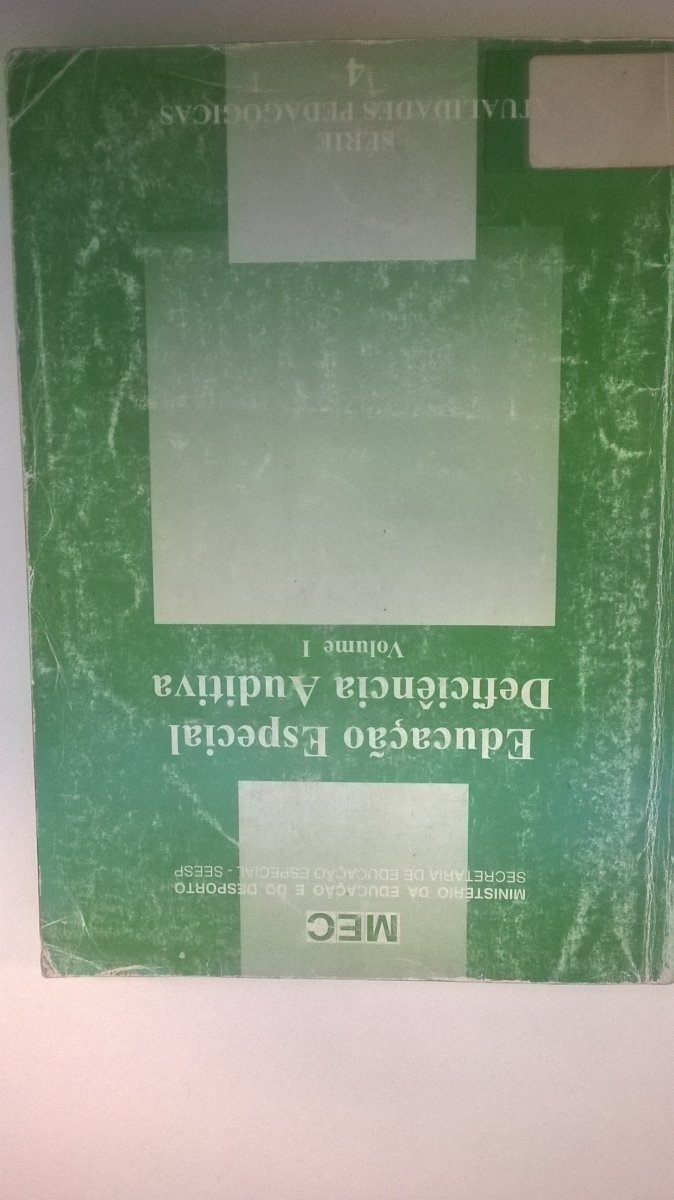 MEC
MINISTÉRIO DA EDUCAÇÃO E DO DESPORTO
SECRETARIA DE EDUCAÇÃO ESPECIAL - SEESP
Educação Especial
Deficiência Auditiva
Volume I
SÉRIE
ATUALIDADES PEDAGÓGICAS
4